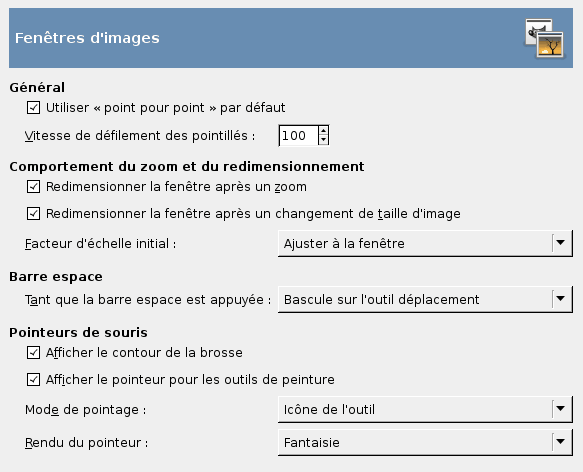 Fenêtres d'images
Général
Utiliser « point pour point » par défaut
Vitesse de défilement des pointillés : 100
Comportement du zoom et du redimensionnement
Redimensionner la fenêtre après un zoom
Redimensionner la fenêtre après un changement de taille d'image
Facteur d'échelle initial : Ajuster à la fenêtre
Barre espace
Tant que la barre espace est appuyée : Bascule sur l'outil déplacement
Pointeurs de souris
Afficher le contour de la brosse
Afficher le pointeur pour les outils de peinture
Mode de pointage : Icône de l'outil
Rendu du pointeur : Fantaisie